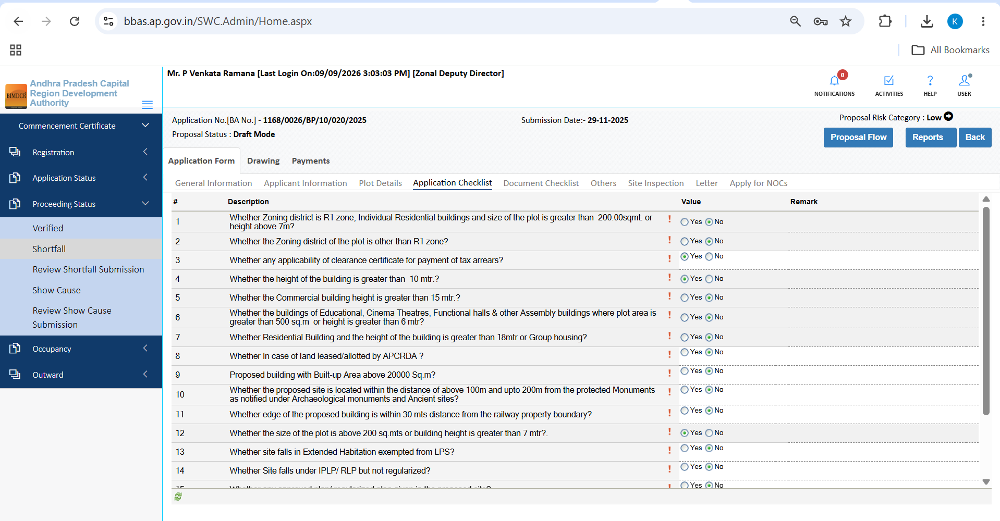 bbas.ap.gov.in/SWC.Admin/Home.aspx
K
All Bookmarks
BIMDCR
Andhra Pradesh Capital
Region Development
Authority
Mr. P Venkata Ramana [Last Login On:09/09/2026 3:03:03 PM] [Zonal Deputy Director]
0
NOTIFICATIONS
ACTIVITIES
HELP
USER
Commencement Certificate
Registration
Application Status
Proceeding Status
Verified
Shortfall
Review Shortfall Submission
Show Cause
Review Show Cause
Submission
Occupancy
Outward
Application No.[BA No.] - 1168/0026/BP/10/020/2025
Submission Date:- 29-11-2025
Proposal Risk Category : Low
Proposal Status : Draft Mode
Proposal Flow
Reports
Back
Application Form
Drawing
Payments
General Information
Applicant Information
Plot Details
Application Checklist
Document Checklist
Others
Site Inspection
Letter
Apply for NOCs
# Description Value Remark
1 Whether Zoning district is R1 zone, Individual Residential buildings and size of the plot is greater than 200.00sqmt. or
height above 7m? ! Yes No
2 Whether the Zoning district of the plot is other than R1 zone? ! Yes No
3 Whether any applicability of clearance certificate for payment of tax arrears? ! Yes No
4 Whether the height of the building is greater than 10 mtr.? ! Yes No
5 Whether the Commercial building height is greater than 15 mtr.? ! Yes No
6 Whether the buildings of Educational, Cinema Theatres, Functional halls & other Assembly buildings where plot area is
greater than 500 sq.m or height is greater than 6 mtr? ! Yes No
7 Whether Residential Building and the height of the building is greater than 18mtr or Group housing? ! Yes No
8 Whether In case of land leased/allotted by APCRDA ? ! Yes No
9 Proposed building with Built-up Area above 20000 Sq.m? ! Yes No
10 Whether the proposed site is located within the distance of above 100m and upto 200m from the protected Monuments
as notified under Archaeological monuments and Ancient sites? ! Yes No
11 Whether edge of the proposed building is within 30 mts distance from the railway property boundary? ! Yes No
12 Whether the size of the plot is above 200 sq.mts or building height is greater than 7 mtr?. ! Yes No
13 Whether site falls in Extended Habitation exempted from LPS? ! Yes No
14 Whether Site falls under IPLP/ RLP but not regularized? ! Yes No
15 Whether any approved plan/ regularized plan given in the proposed site? ! Yes No